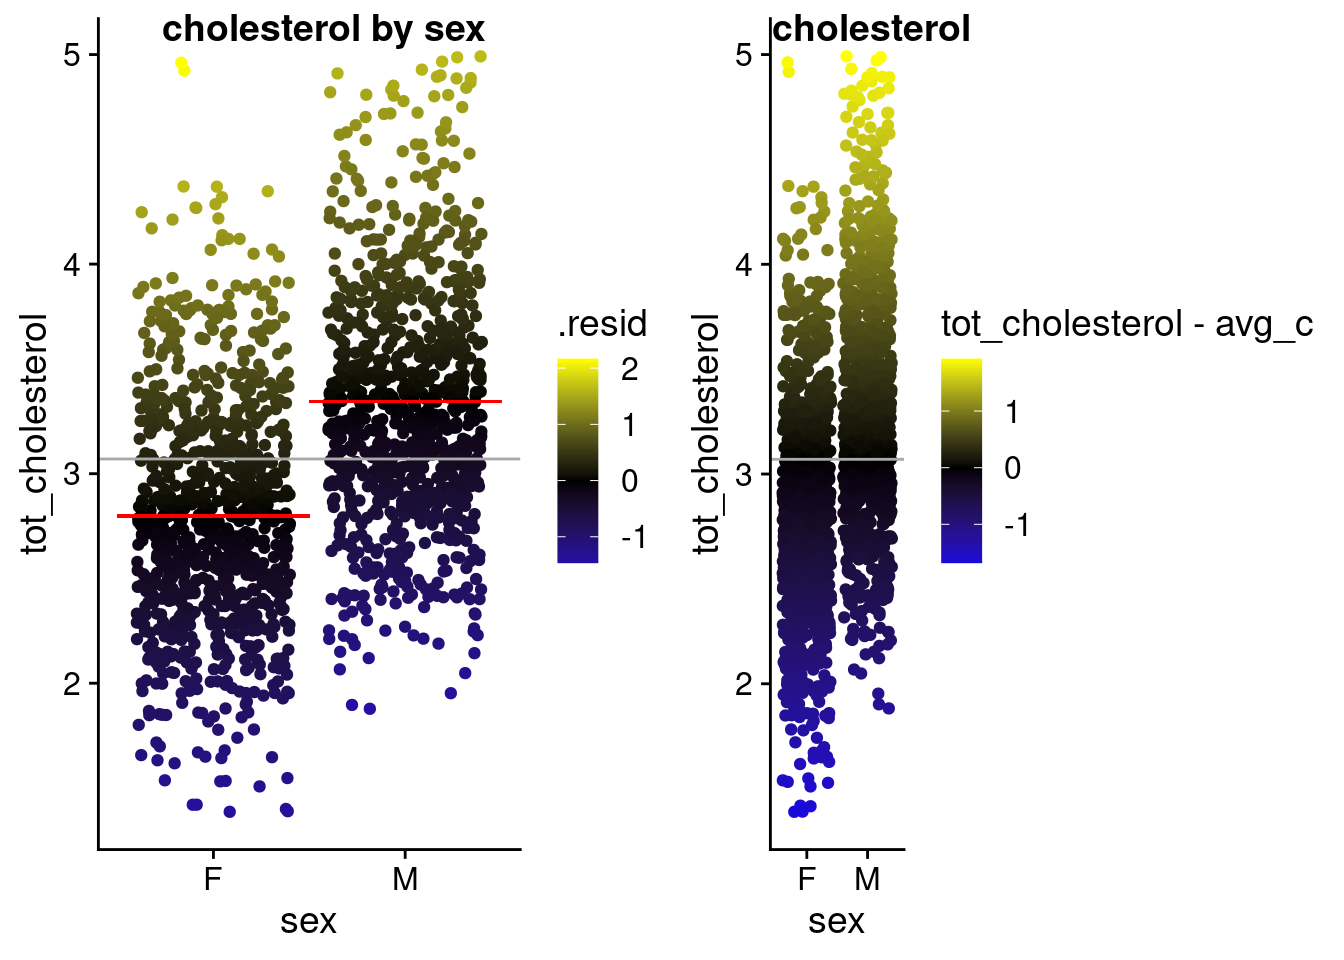 cholesterol by sex
5
4
3
2
tot_cholesterol
F M
sex
.resid
2
1
0
-1
cholesterol
5
4
3
2
tot_cholesterol
F M
sex
tot_cholesterol - avg_c
1
0
-1